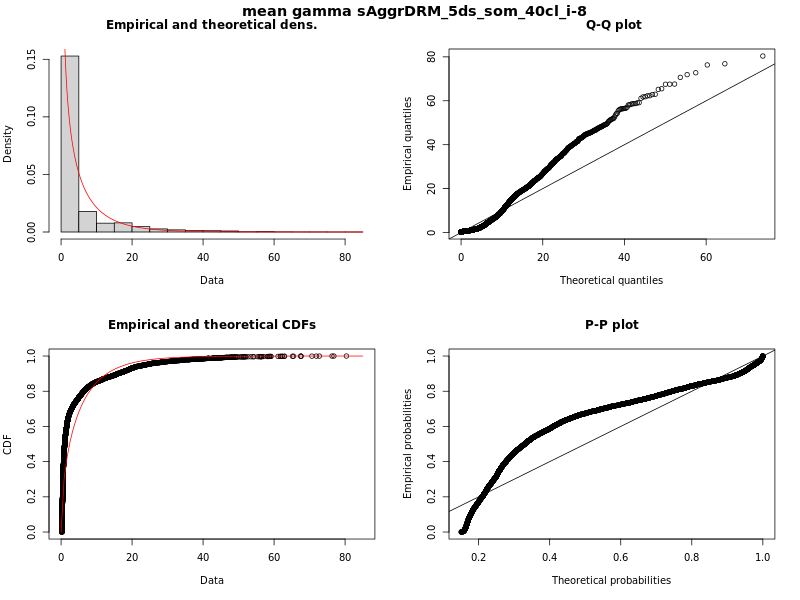 mean gamma sAggrDRM_5ds_som_40cl_i-8
Empirical and theoretical dens.
Density
0.00 0.05 0.10 0.15
0 20 40 60 80
Data
Q-Q plot
Empirical quantiles
0 20 40 60 80
0 20 40 60
Theoretical quantiles
Empirical and theoretical CDFs
CDF
0.0 0.2 0.4 0.6 0.8 1.0
0 20 40 60 80
Data
P-P plot
Empirical probabilities
0.0 0.2 0.4 0.6 0.8 1.0
0.2 0.4 0.6 0.8 1.0
Theoretical probabilities